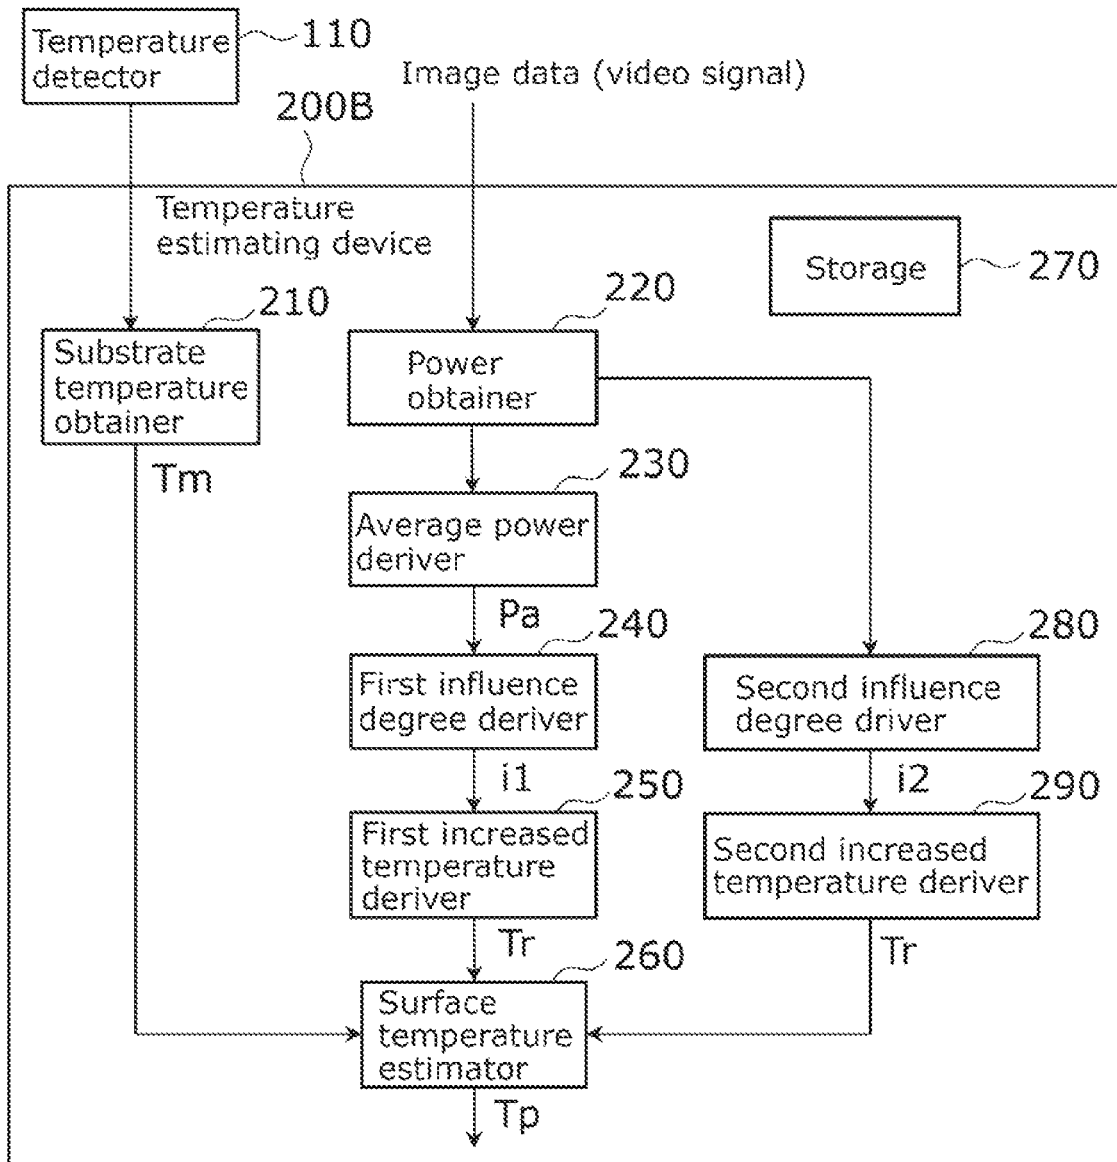 Temperature
detector
110
Image data (video signal)
200B
Temperature
estimating device
Storage
270
210
Substrate
temperature
obtainer
220
Power
obtainer
Tm
230
Average power
deriver
Pa
240
First influence
degree deriver
280
Second influence
degree driver
i1
250
First increased
temperature
deriver
i2
290
Second increased
temperature deriver
Tr
260
Surface
temperature
estimator
Tr
Tp